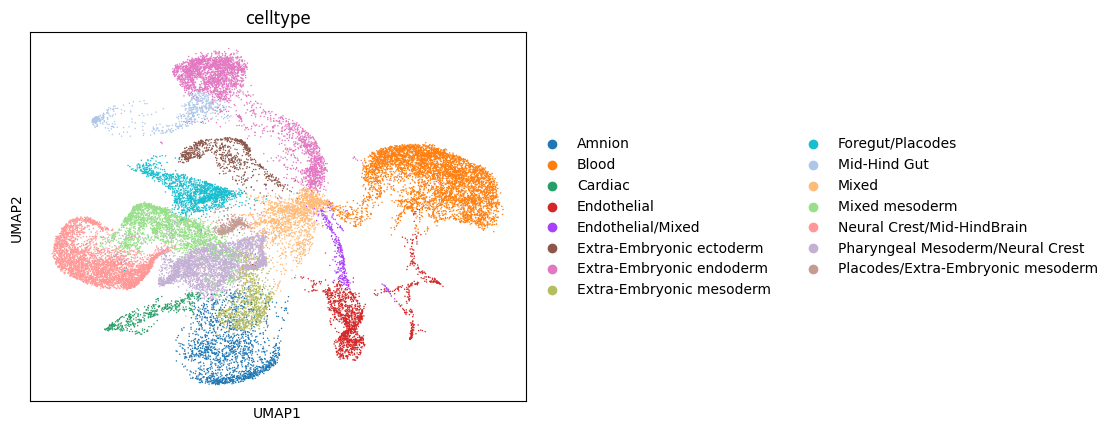 celltype
UMAP2
UMAP1
Amnion
Blood
Cardiac
Endothelial
Endothelial/Mixed
Extra-Embryonic ectoderm
Extra-Embryonic endoderm
Extra-Embryonic mesoderm
Foregut/Placodes
Mid-Hind Gut
Mixed
Mixed mesoderm
Neural Crest/Mid-HindBrain
Pharyngeal Mesoderm/Neural Crest
Placodes/Extra-Embryonic mesoderm